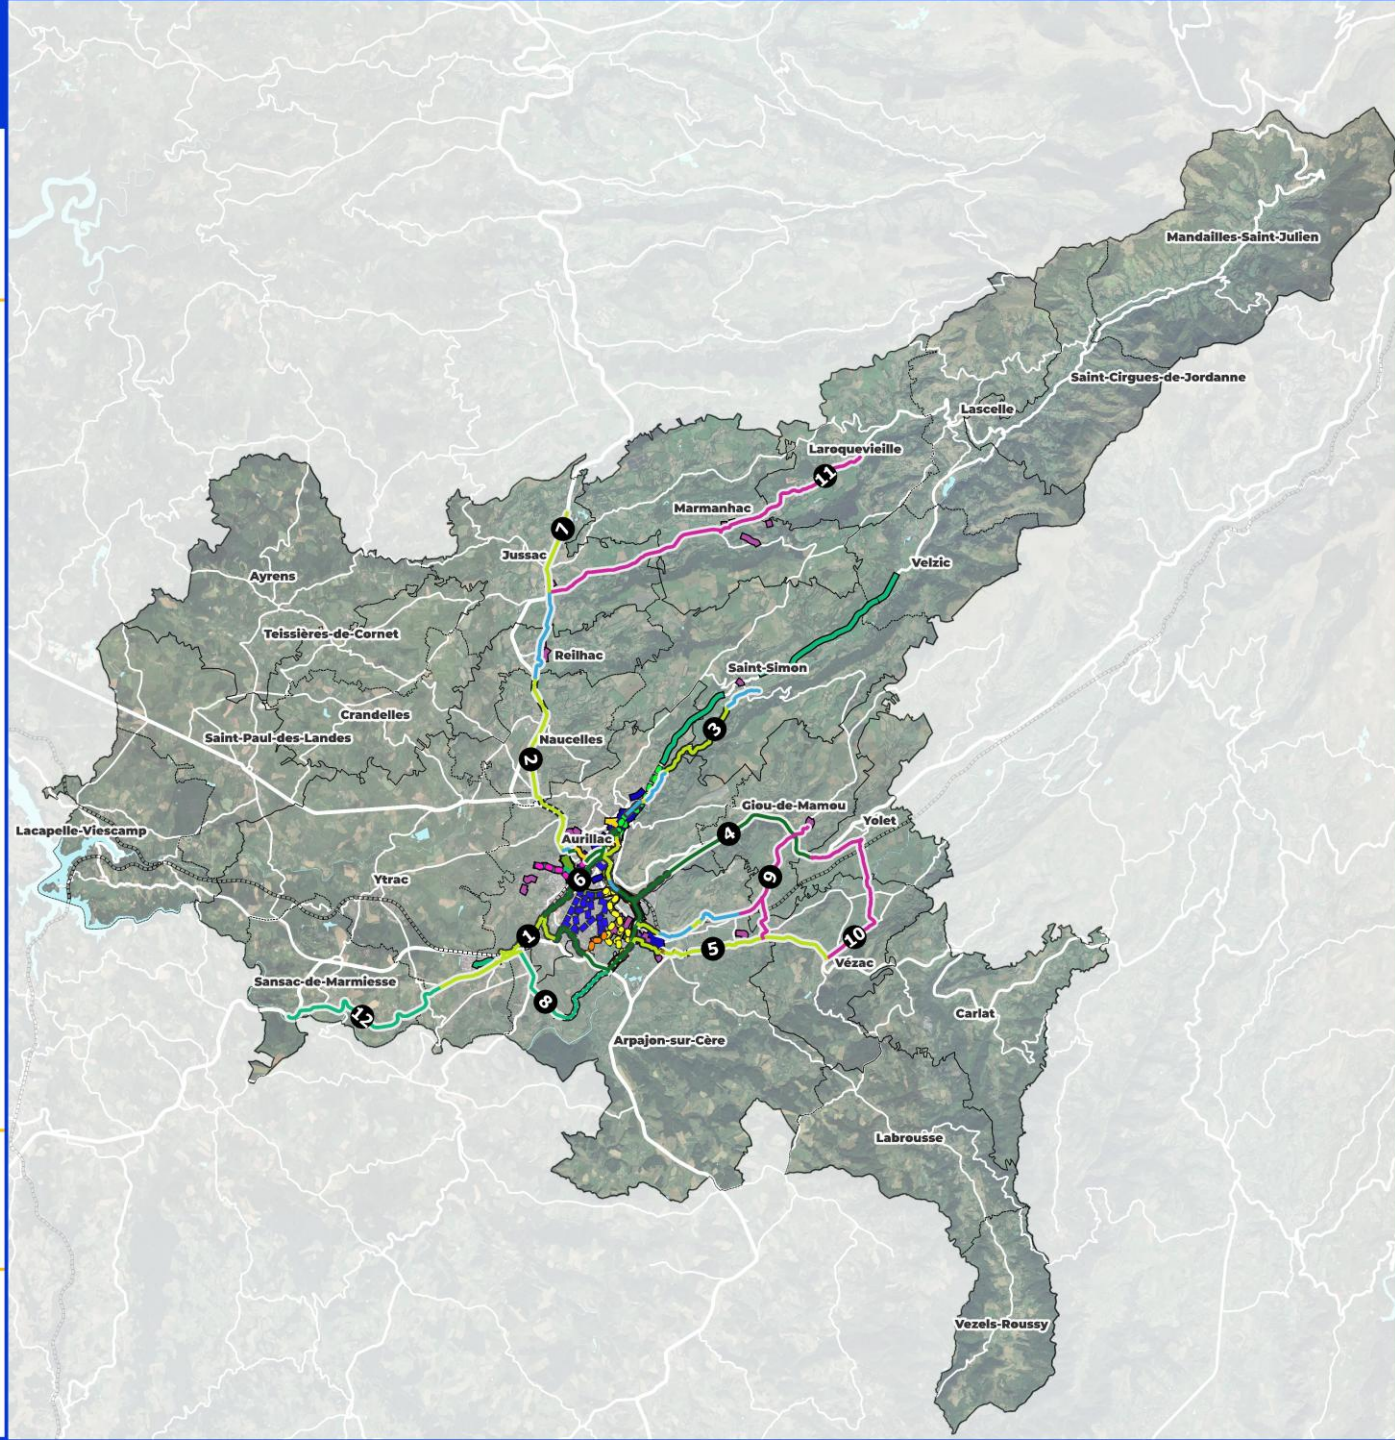 Mandailles-Saint-Julien
Saint-Cirgues-de-Jordanne
Lascelle
Laroquevieille
11
Marmanhac
7
Jussac
Velzic
Ayrens
Teissières-de-Cornet
Reilhac
Saint-Simon
Crandelles
3
Saint-Paul-des-Landes
Naucelles
2
Giou-de-Mamou
Yolet
Lacapelle-Viescamp
Aurillac
4
Ytrac
6
9
1
10
5
Vézac
Sansac-de-Marmiesse
8
12
Carlat
Arpajon-sur-Cère
Labrousse
Vezels-Roussy